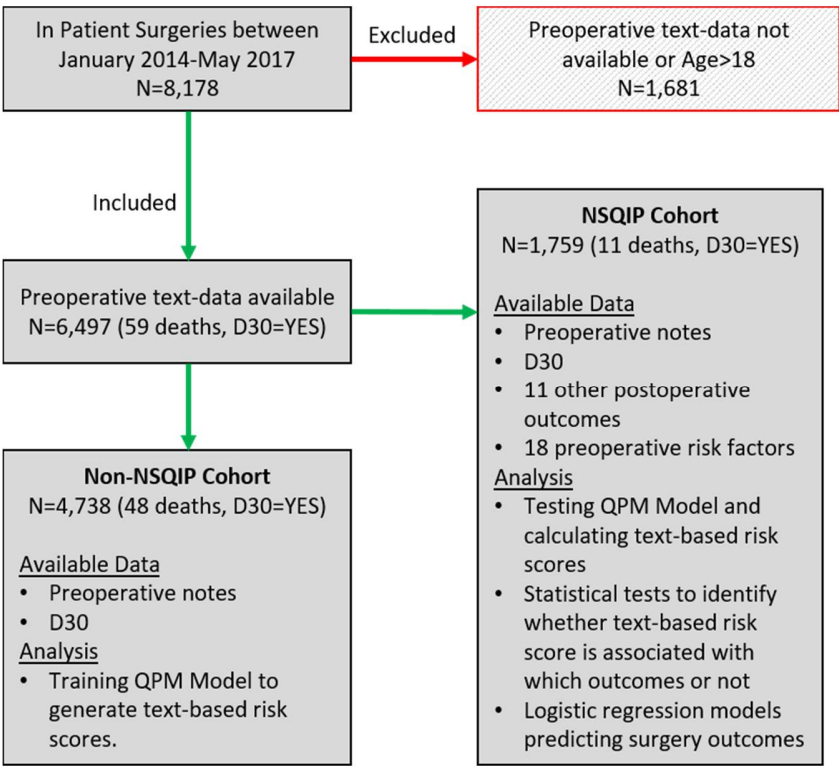 In Patient Surgeries between
January 2014-May 2017
N=8,178
Excluded
Preoperative text-data not
available or Age>18
N=1,681
Included
Preoperative text-data available
N=6,497 (59 deaths, D30=YES)
NSQIP Cohort
N=1,759 (11 deaths, D30=YES)
Available Data
• Preoperative notes
• D30
• 11 other postoperative
outcomes
• 18 preoperative risk factors
Analysis
• Testing QPM Model and
calculating text-based risk
scores
• Statistical tests to identify
whether text-based risk
score is associated with
which outcomes or not
• Logistic regression models
predicting surgery outcomes
Non-NSQIP Cohort
N=4,738 (48 deaths, D30=YES)
Available Data
• Preoperative notes
• D30
Analysis
• Training QPM Model to
generate text-based risk
scores.